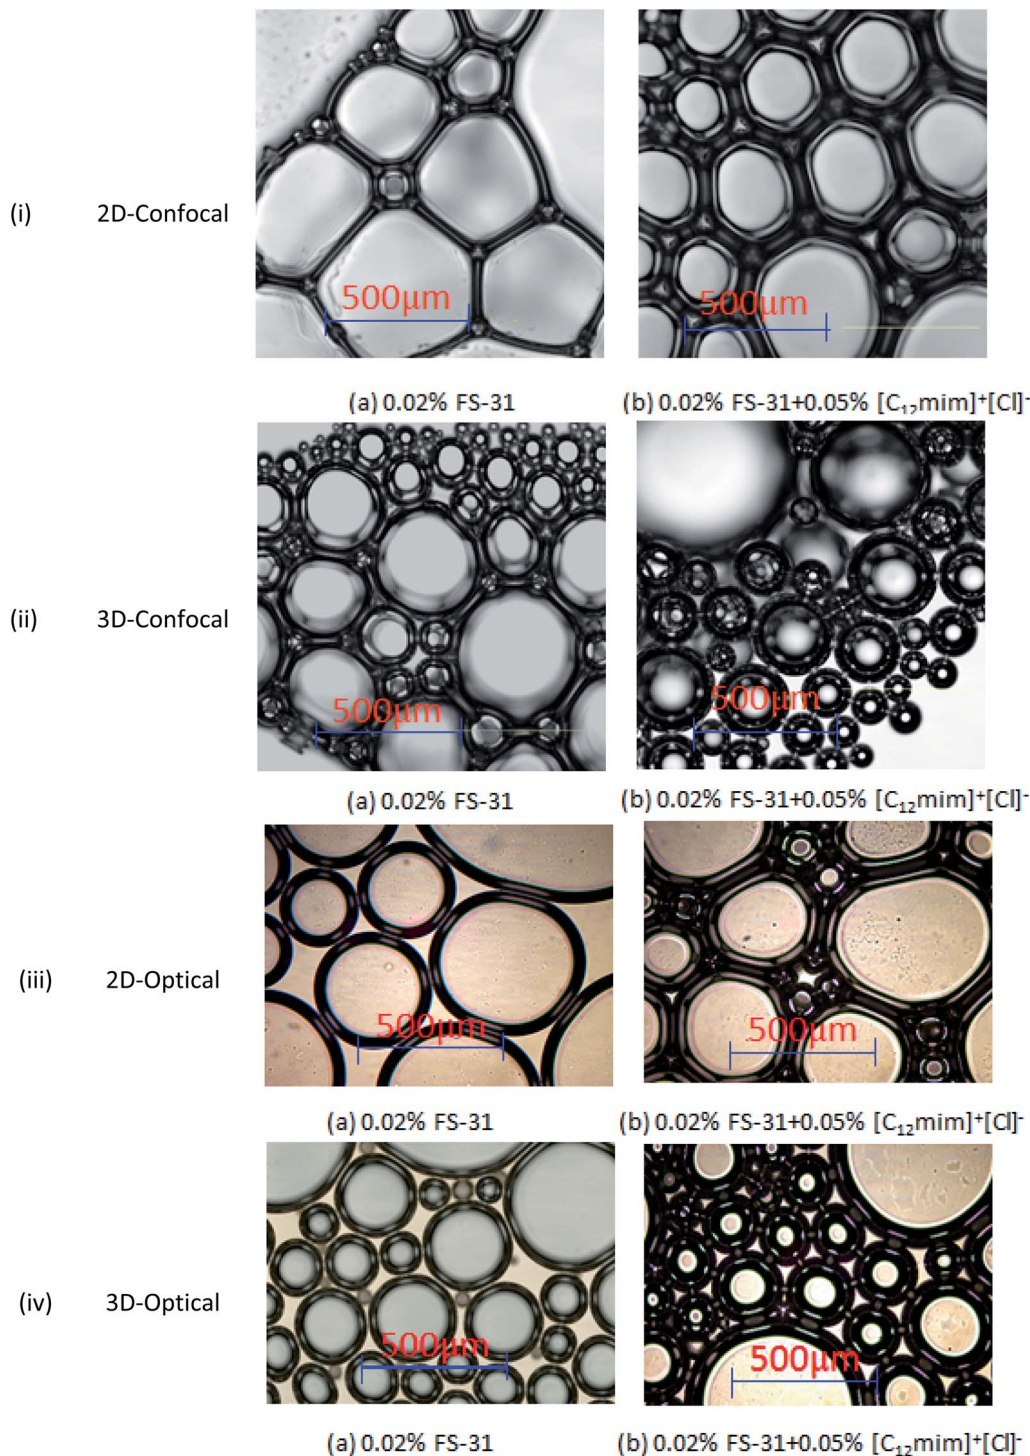 (i) 2D-Confocal
500μm 500μm
(a) 0.02% FS-31 (b) 0.02% FS-31+0.05% [C₁₂mim]⁺[Cl]⁻
(ii) 3D-Confocal
500μm 500μm
(a) 0.02% FS-31 (b) 0.02% FS-31+0.05% [C₁₂mim]⁺[Cl]⁻
(iii) 2D-Optical
500μm 500μm
(a) 0.02% FS-31 (b) 0.02% FS-31+0.05% [C₁₂mim]⁺[Cl]⁻
(iv) 3D-Optical
500μm 500μm
(a) 0.02% FS-31 (b) 0.02% FS-31+0.05% [C₁₂mim]⁺[Cl]⁻